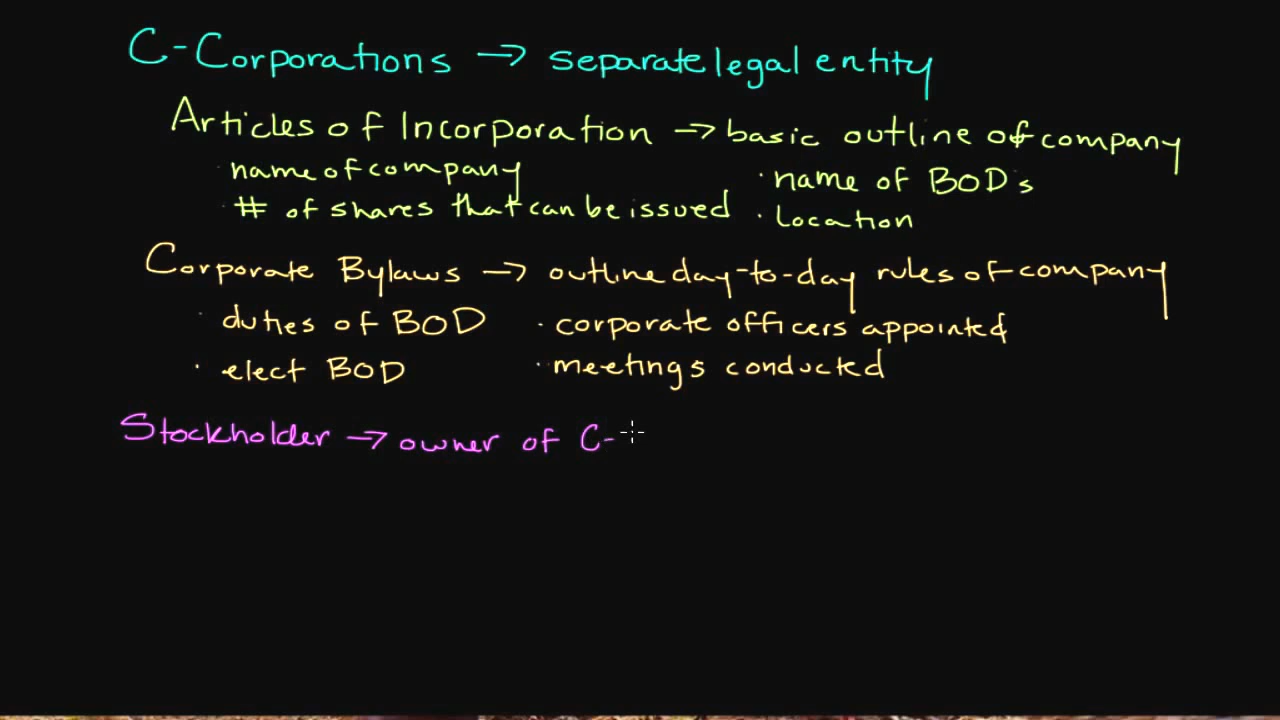 C-Corporations → separate legal entity
Articles of Incorporation → basic outline of company
· name of company · name of BOD's
· # of shares that can be issued · Location
Corporate Bylaws → outline day-to-day rules of company
· duties of BOD · corporate officers appointed
· elect BOD · meetings conducted
Stockholder → owner of C-